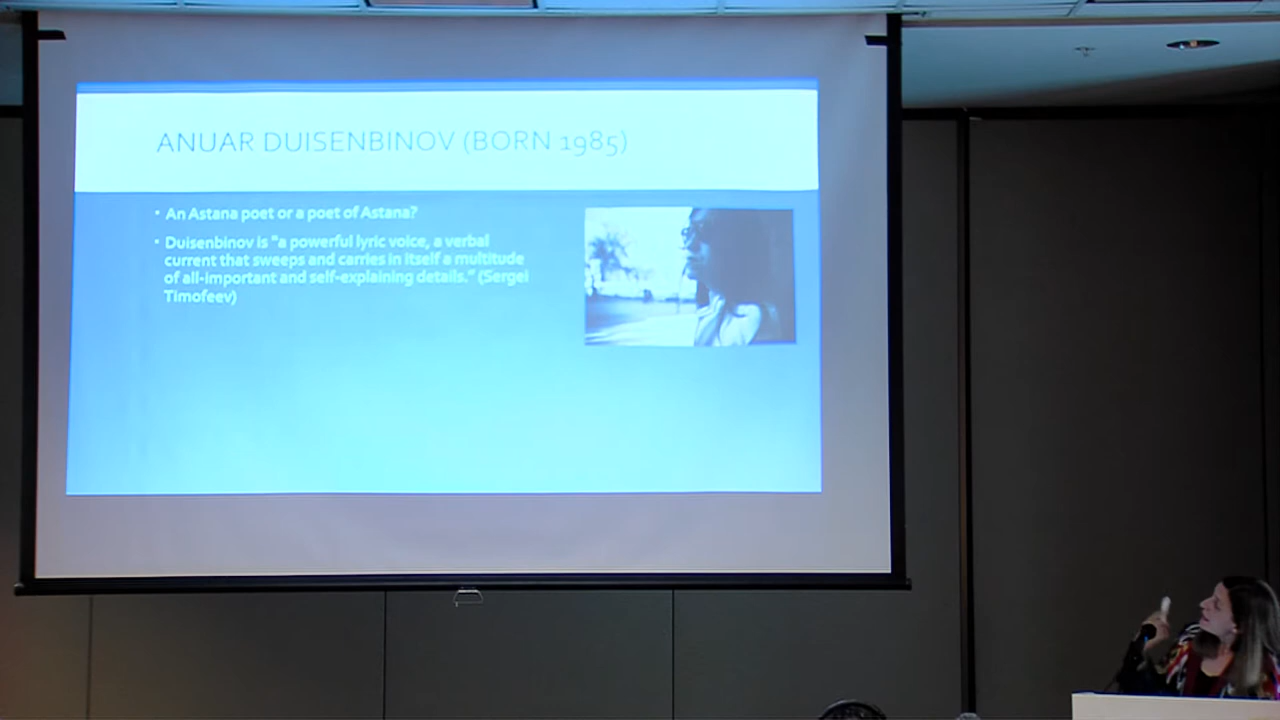 ANUAR DUISENBINOV (BORN 1985)
• An Astana poet or a poet of Astana?
• Duisenbinov is "a powerful lyric voice, a verbal
current that sweeps and carries in itself a multitude
of all-important and self-explaining details." (Sergei
Timofeev)